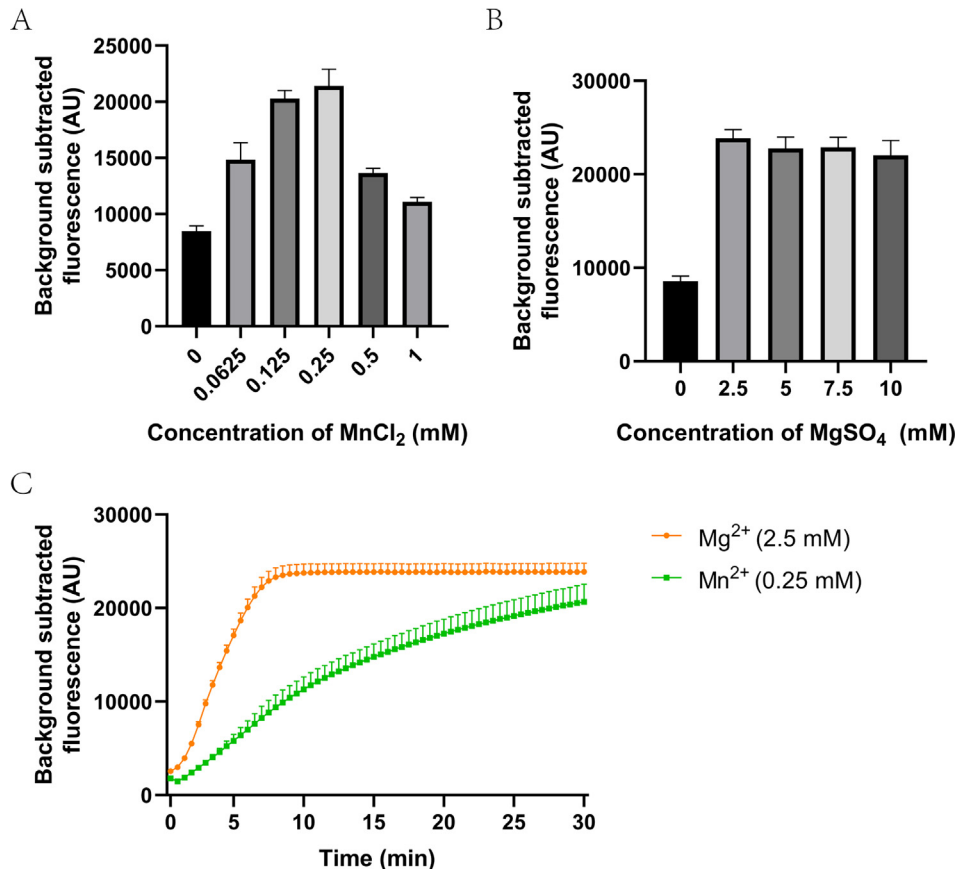 A
Background subtracted
fluorescence (AU)
25000
20000
15000
10000
5000
0
0
0.0625
0.125
0.25
0.5
1
Concentration of MnCl₂ (mM)
B
Background subtracted
fluorescence (AU)
30000
20000
10000
0
0
2.5
5
7.5
10
Concentration of MgSO₄ (mM)
C
Background subtracted
fluorescence (AU)
30000
20000
10000
0
0
5
10
15
20
25
30
Time (min)
Mg²⁺ (2.5 mM)
Mn²⁺ (0.25 mM)